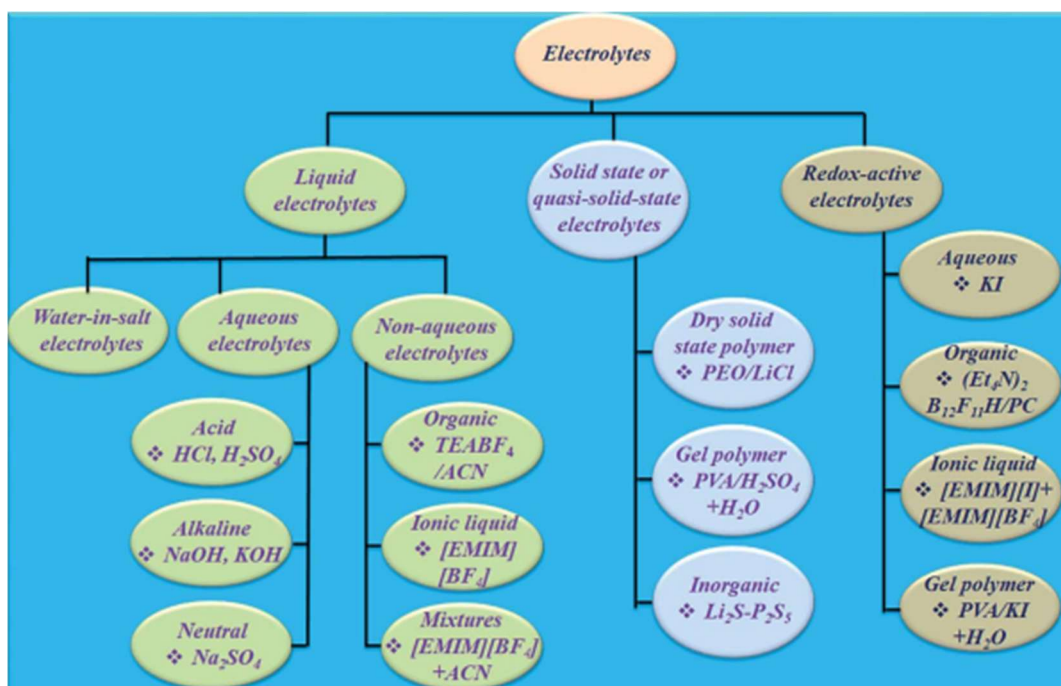 Electrolytes
Liquid
electrolytes
Solid state or
quasi-solid-state
electrolytes
Redox-active
electrolytes
Water-in-salt
electrolytes
Aqueous
electrolytes
Non-aqueous
electrolytes
Acid
❖ HCl, H₂SO₄
Alkaline
❖ NaOH, KOH
Neutral
❖ Na₂SO₄
Organic
❖ TEABF₄
/ACN
Ionic liquid
❖ [EMIM]
[BF₄]
Mixtures
❖ [EMIM][BF₄]
+ACN
Dry solid
state polymer
❖ PEO/LiCl
Gel polymer
❖ PVA/H₂SO₄
+H₂O
Inorganic
❖ Li₂S-P₂S₅
Aqueous
❖ KI
Organic
❖ (Et₄N)₂
B₁₂F₁₁H/PC
Ionic liquid
❖ [EMIM][I]+
[EMIM][BF₄]
Gel polymer
❖ PVA/KI
+H₂O